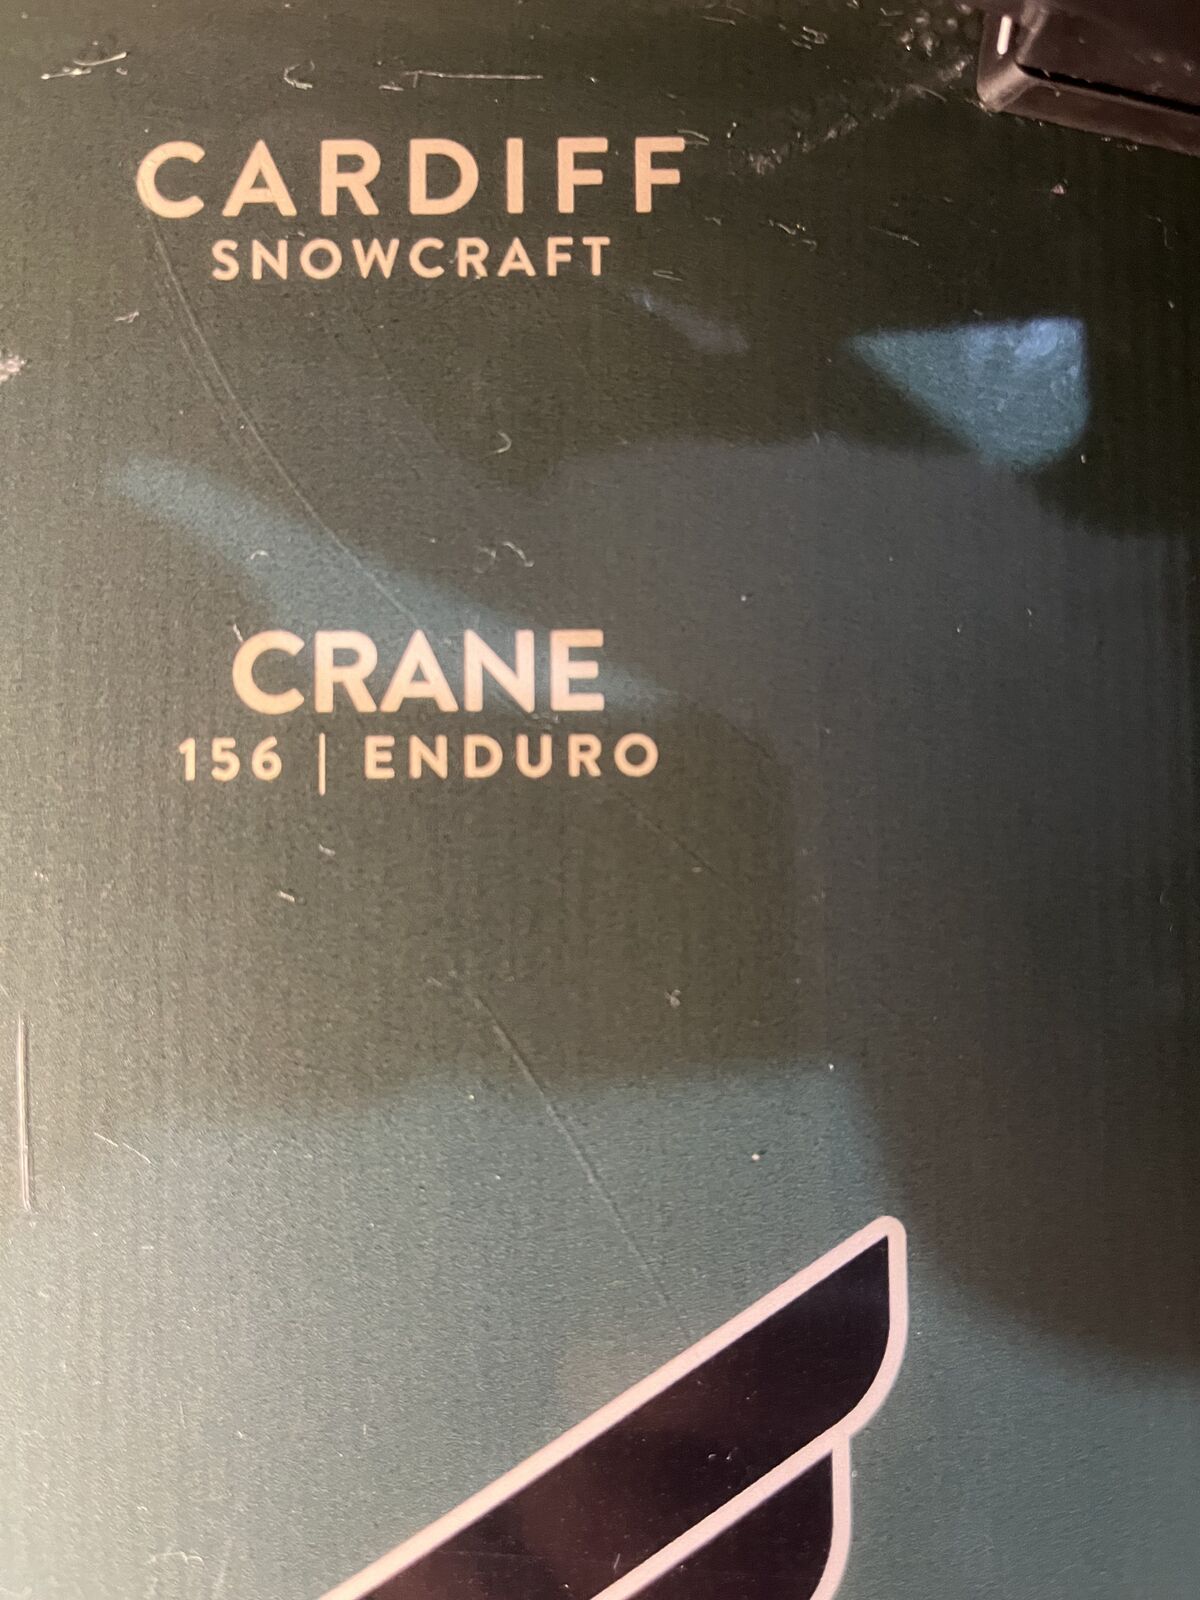 CARDIFF
SNOWCRAFT
CRANE
156 | ENDURO